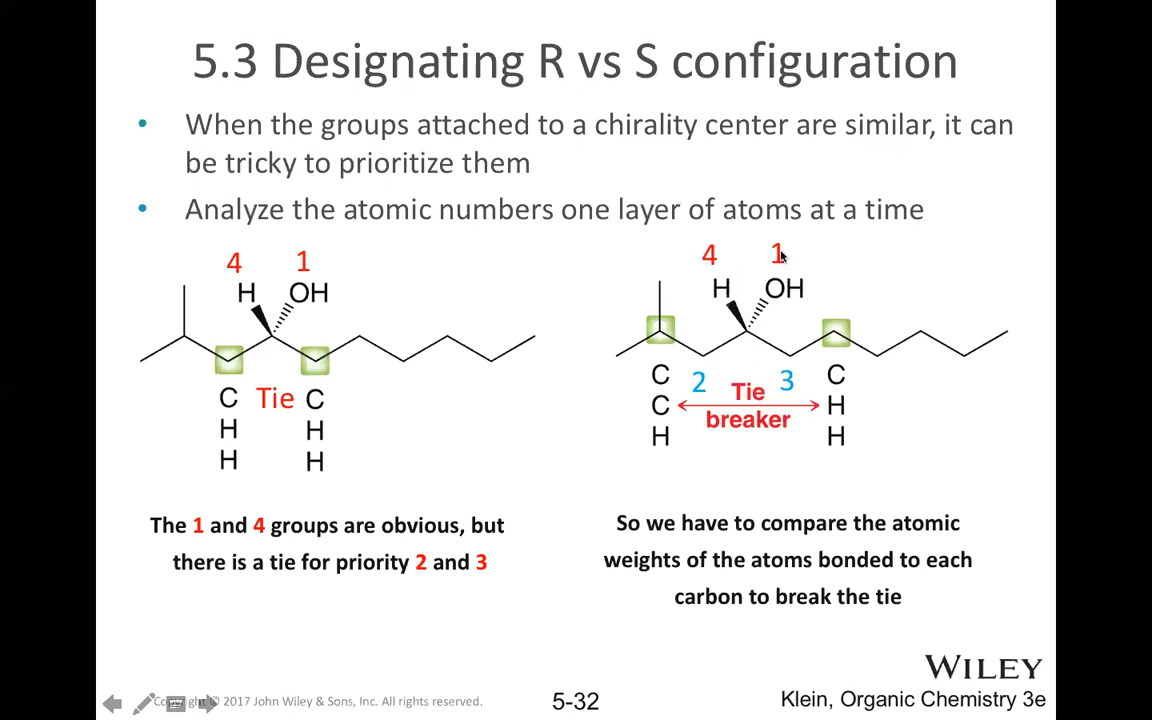 5.3 Designating R vs S configuration
• When the groups attached to a chirality center are similar, it can
be tricky to prioritize them
• Analyze the atomic numbers one layer of atoms at a time
4 1
H OH
C Tie C
H H
H H
The 1 and 4 groups are obvious, but
there is a tie for priority 2 and 3
4 1
H OH
C 2 Tie 3 C
C breaker H
H H
So we have to compare the atomic
weights of the atoms bonded to each
carbon to break the tie
WILEY
Copyright © 2017 John Wiley & Sons, Inc. All rights reserved.
5-32
Klein, Organic Chemistry 3e